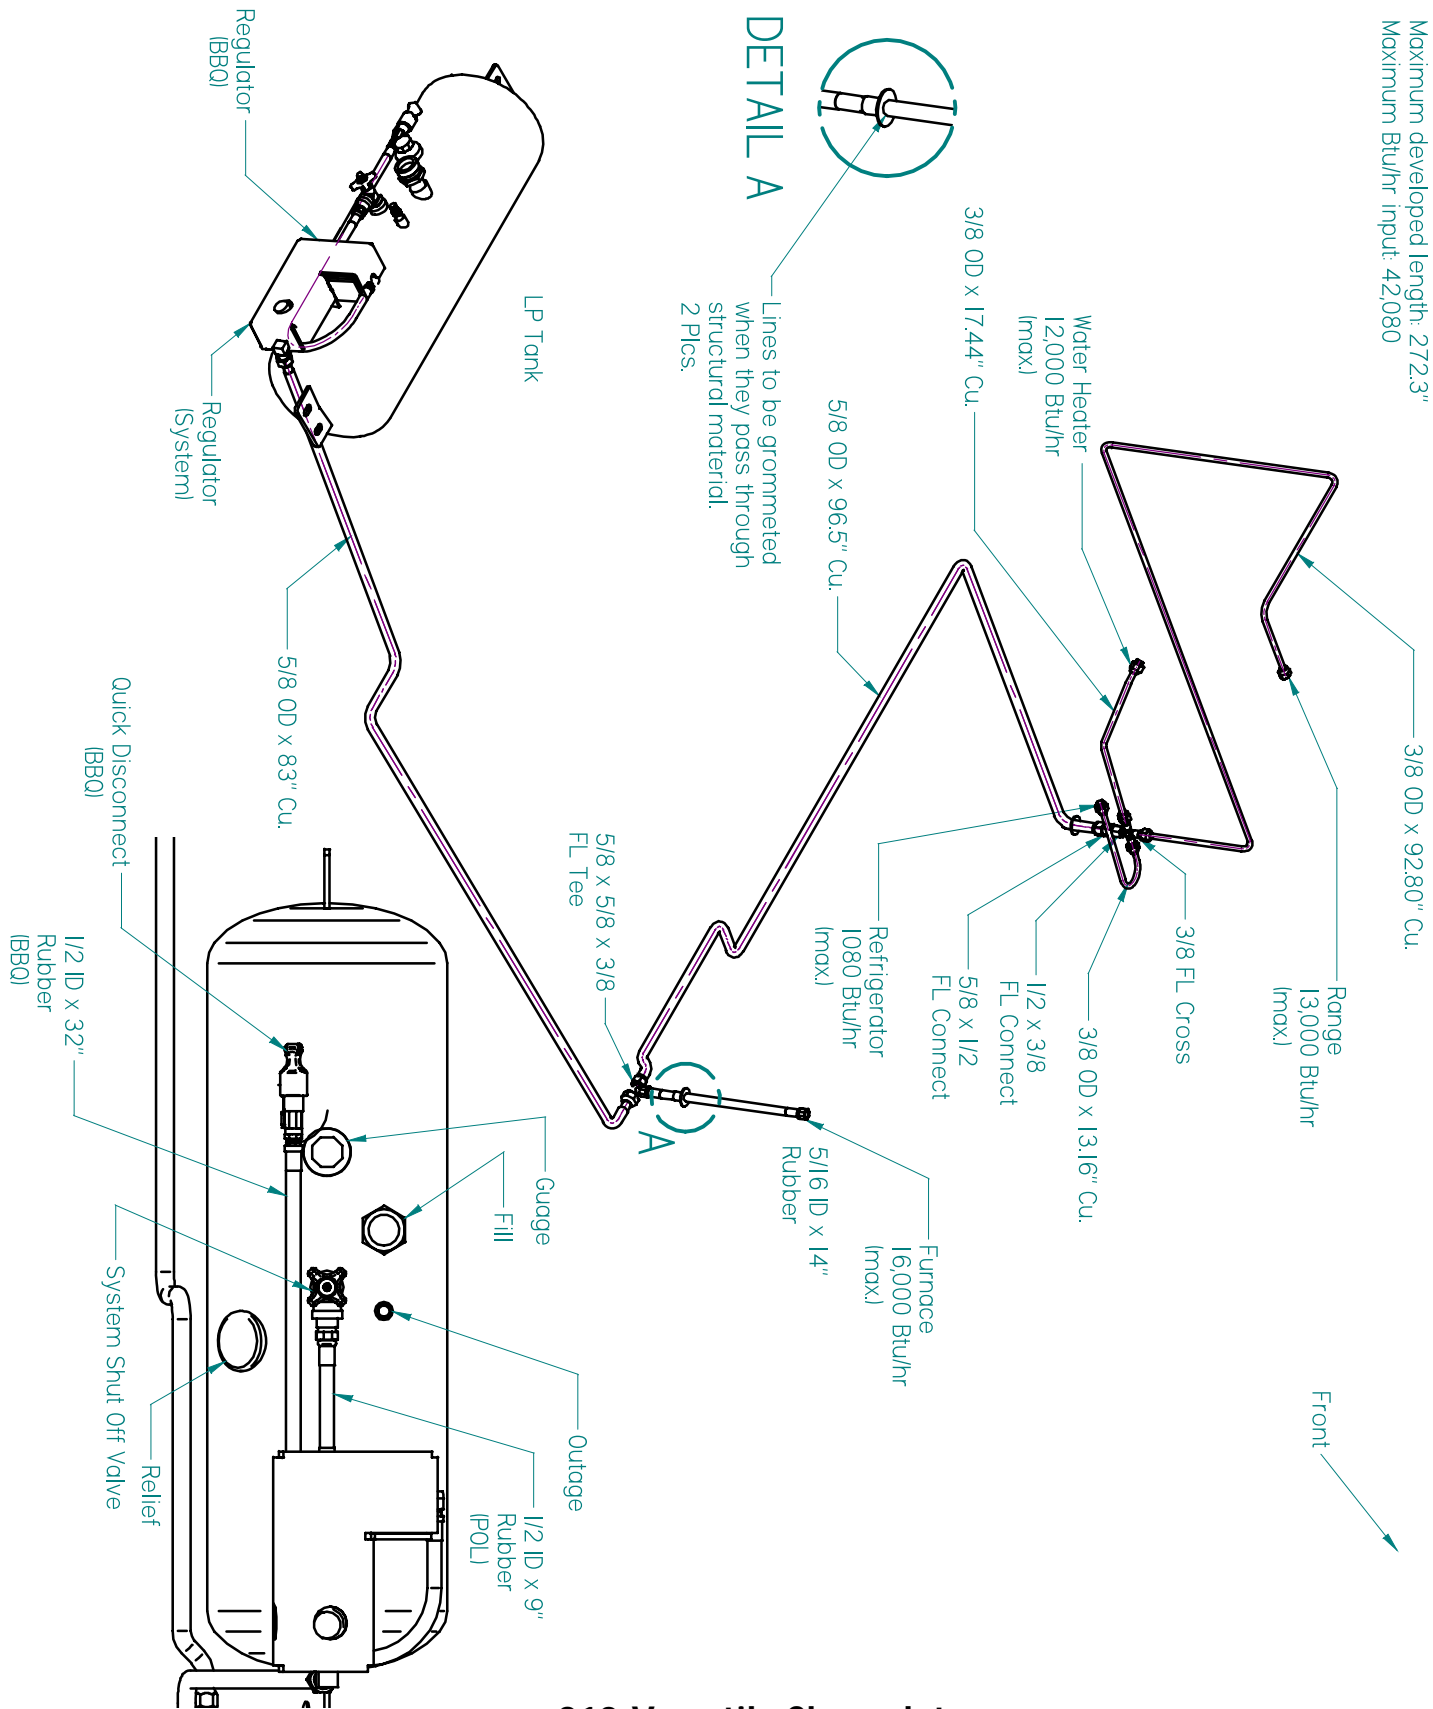 Maximum developed length: 272.3"
Maximum Btu/hr input: 42,080
DETAIL A
Lines to be grommeted
when they pass through
structural material.
2 Plcs.
Regulator
(BBQ)
LP Tank
Regulator
(System)
3/8 OD x 17.44" Cu.
Water Heater
12,000 Btu/hr
(max.)
5/8 OD x 96.5" Cu.
3/8 OD x 92.80" Cu.
Range
13,000 Btu/hr
(max.)
3/8 FL Cross
3/8 OD x 13.16" Cu.
1/2 x 3/8
FL Connect
5/8 x 1/2
FL Connect
Refrigerator
1080 Btu/hr
(max.)
5/8 OD x 83" Cu.
5/8 x 5/8 x 3/8
FL Tee
A
5/16 ID x 14"
Rubber
Furnace
16,000 Btu/hr
(max.)
Front
Quick Disconnect
(BBQ)
1/2 ID x 32"
Rubber
(BBQ)
Guage
Fill
System Shut Off Valve
Relief
Outage
1/2 ID x 9"
Rubber
(POL)